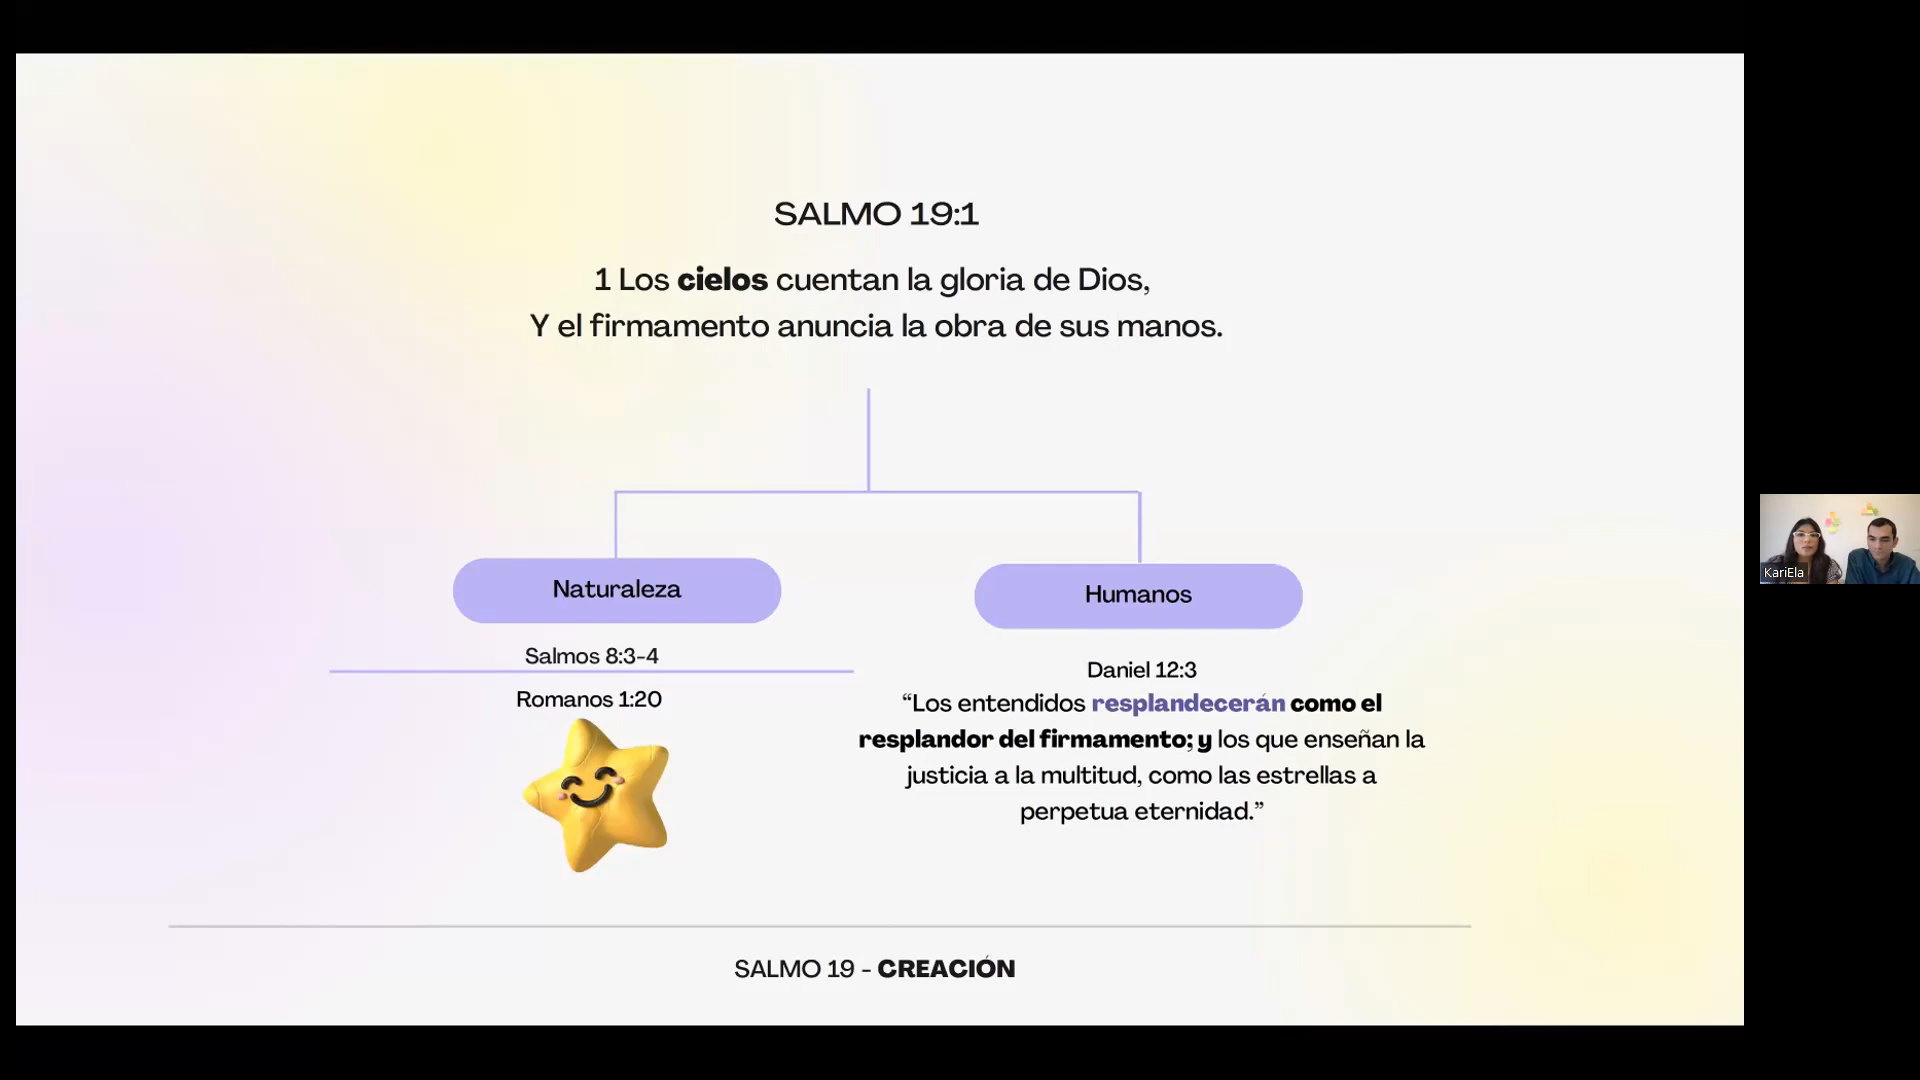 SALMO 19:1
1 Los cielos cuentan la gloria de Dios,
Y el firmamento anuncia la obra de sus manos.
Naturaleza
Salmos 8:3-4
Romanos 1:20
Humanos
Daniel 12:3
“Los entendidos resplandecerán como el
resplandor del firmamento; y los que enseñan la
justicia a la multitud, como las estrellas a
perpetua eternidad.”
SALMO 19 - CREACIÓN
KariEla